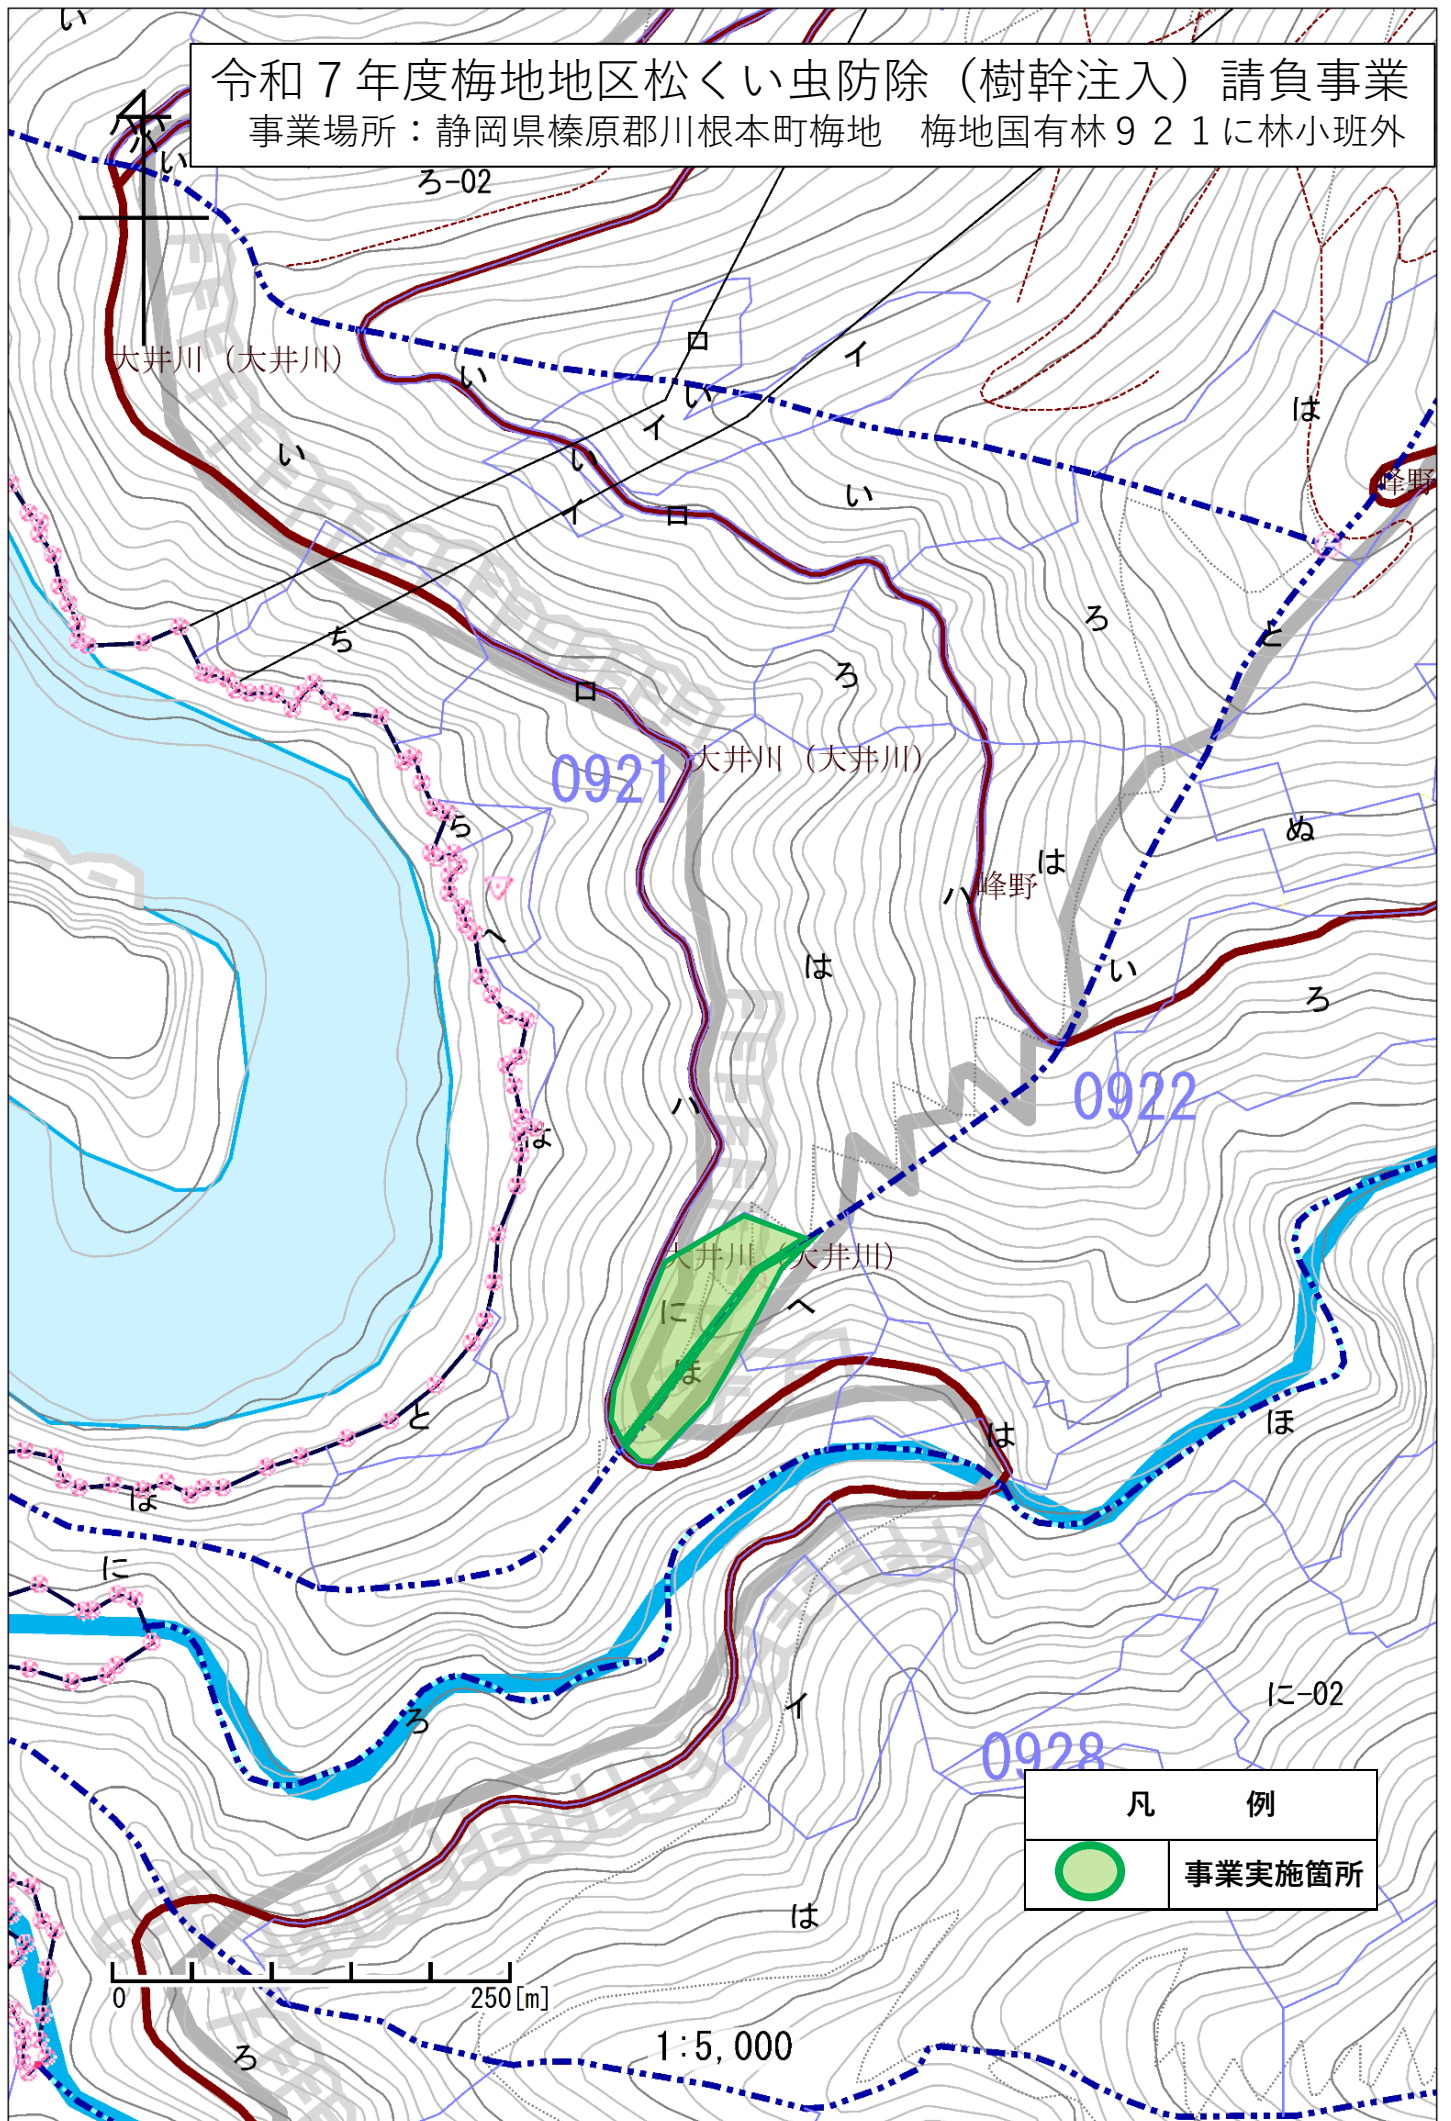 い
令和７年度梅地地区松くい虫防除（樹幹注入）請負事業
事業場所：静岡県榛原郡川根本町梅地　梅地国有林９２１に林小班外
い
ろ-02
ロ
イ
大井川（大井川）
い
い
は
イ
い
い
峰野
い
イ
ロ
ろ
と
ち
ろ
ロ
大井川（大井川）
0921
ら
ぬ
は
峰野
ハ
へ
は
い
ろ
0922
ハ
ほ
大井川（大井川）
に
へ
ほ
と
ほ
は
ほ
に
に-02
イ
ろ
0928
凡　例
事業実施箇所
は
0
250[m]
1:5,000
ろ